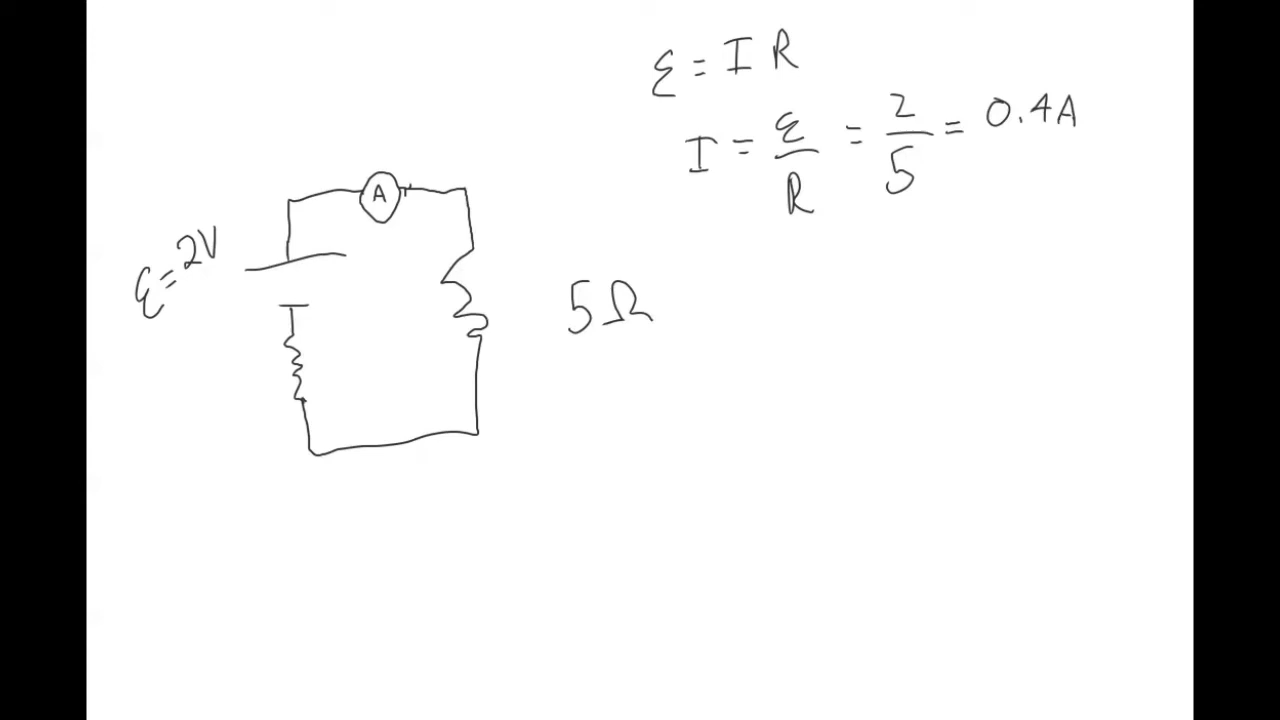 ε = I R
I = ε/R = 2/5 = 0.4A
A
ε = 2V
5Ω